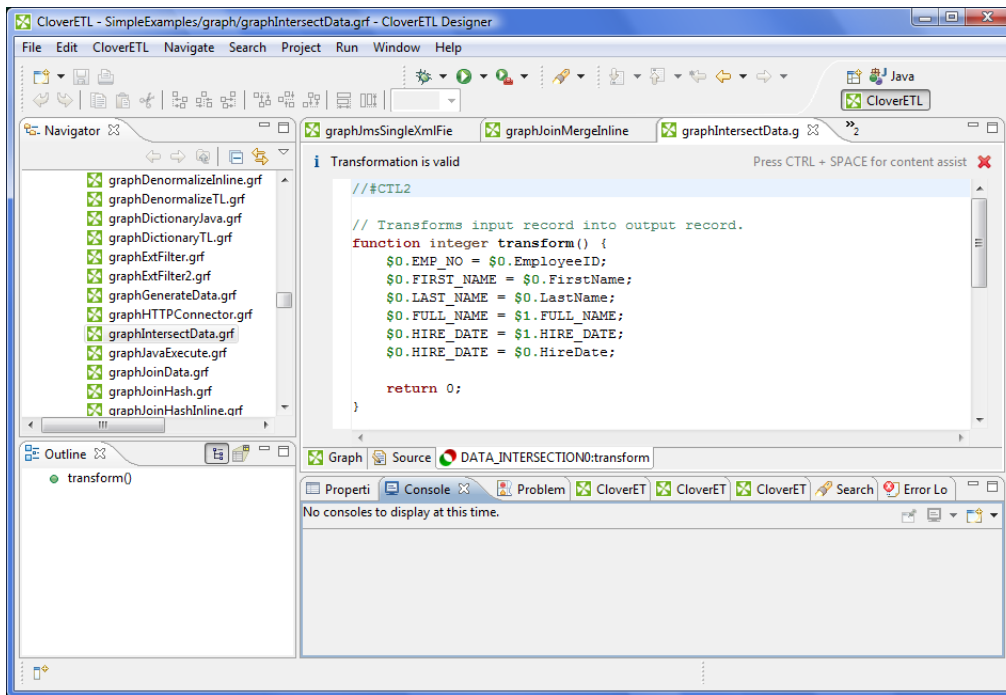 CloverETL - SimpleExamples/graph/graphIntersectData.grf - CloverETL Designer
File Edit CloverETL Navigate Search Project Run Window Help
Java
CloverETL
Navigator
graphDenormalizeInline.grf
graphDenormalizeTL.grf
graphDictionaryJava.grf
graphDictionaryTL.grf
graphExtFilter.grf
graphExtFilter2.grf
graphGenerateData.grf
graphHTTPConnector.grf
graphIntersectData.grf
graphJavaExecute.grf
graphJoinData.grf
graphJoinHash.grf
graphJoinHashInline.grf
Outline
transform()
graphJmsSingleXmlFie graphJoinMergeInline graphIntersectData.g »2
i Transformation is valid Press CTRL + SPACE for content assist
//#CTL2
// Transforms input record into output record.
function integer transform() {
$0.EMP_NO = $0.EmployeeID;
$0.FIRST_NAME = $0.FirstName;
$0.LAST_NAME = $0.LastName;
$0.FULL_NAME = $1.FULL_NAME;
$0.HIRE_DATE = $1.HIRE_DATE;
$0.HIRE_DATE = $0.HireDate;
return 0;
}
Graph Source DATA_INTERSECTION0:transform
Properti Console Problem CloverET CloverET CloverET Search Error Lo
No consoles to display at this time.